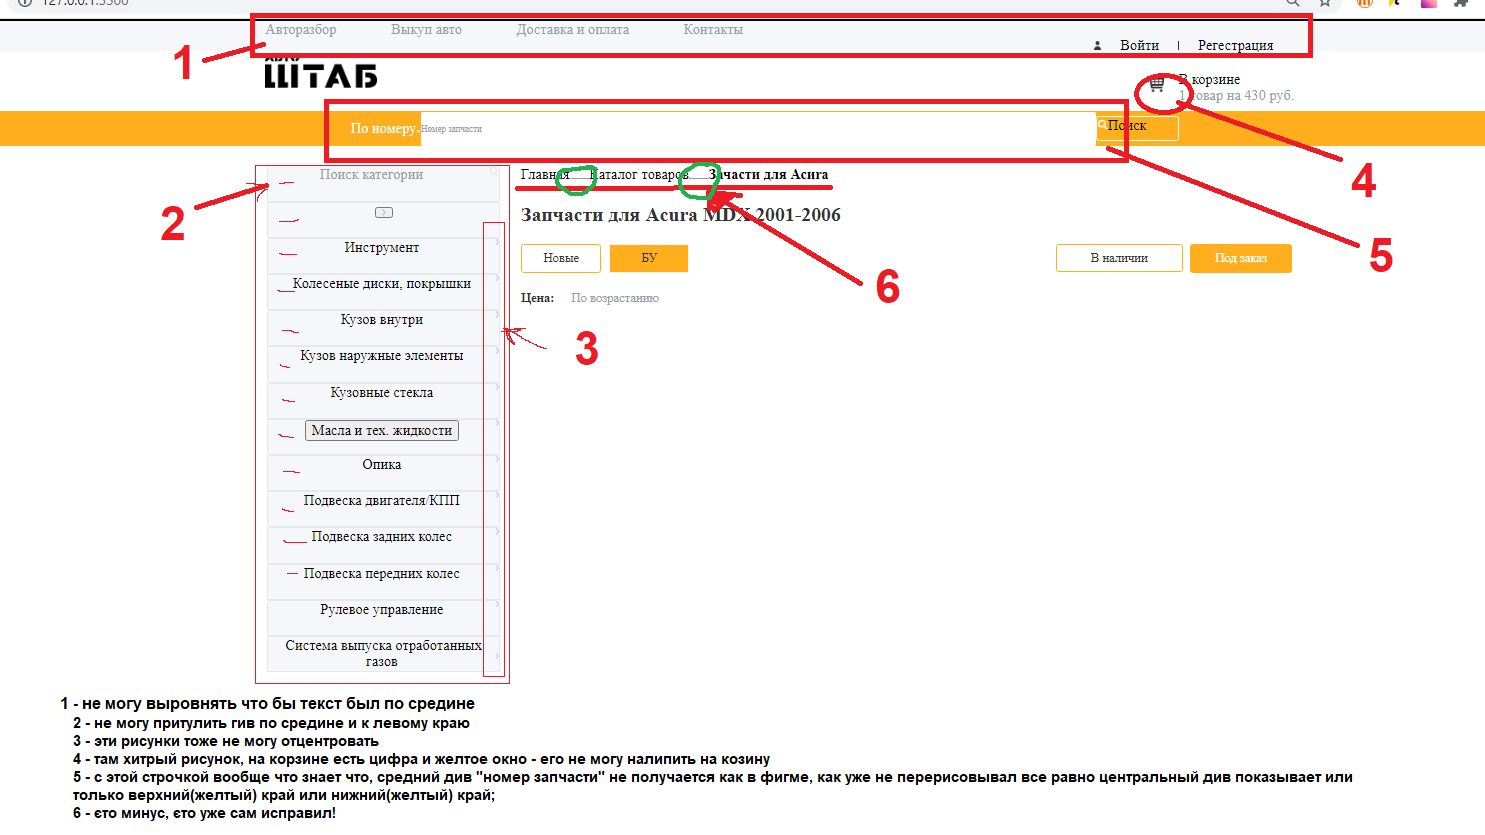 127.0.0.1:5500
Авторазбор Выкуп авто Доставка и оплата Контакты
Войти | Регестрация
1
ШТАБ
В корзине
1 товар на 430 руб.
По номеру Номер запчасти Поиск
4
Поиск категории
Главная Каталог товаров Зачасти для Acura
2
Запчасти для Acura MDX 2001-2006
5
Инструмент
Новые БУ В наличии Под заказ
6
Колесеные диски, покрышки
Цена: По возрастанию
Кузов внутри
3
Кузов наружные элементы
Кузовные стекла
Масла и тех. жидкости
Опика
Подвеска двигателя/КПП
Подвеска задних колес
Подвеска передних колес
Рулевое управление
Система выпуска отработанных
газов
1 - не могу выровнять что бы текст был по средине
2 - не могу притулить гив по средине и к левому краю
3 - эти рисунки тоже не могу отцентровать
4 - там хитрый рисунок, на корзине есть цифра и желтое окно - его не могу налипить на козину
5 - с этой строчкой вообще что знает что, средний див "номер запчасти" не получается как в фигме, как уже не перерисовывал все равно центральный див показывает или
только верхний(желтый) край или нижний(желтый) край;
6 - єто минус, єто уже сам исправил!